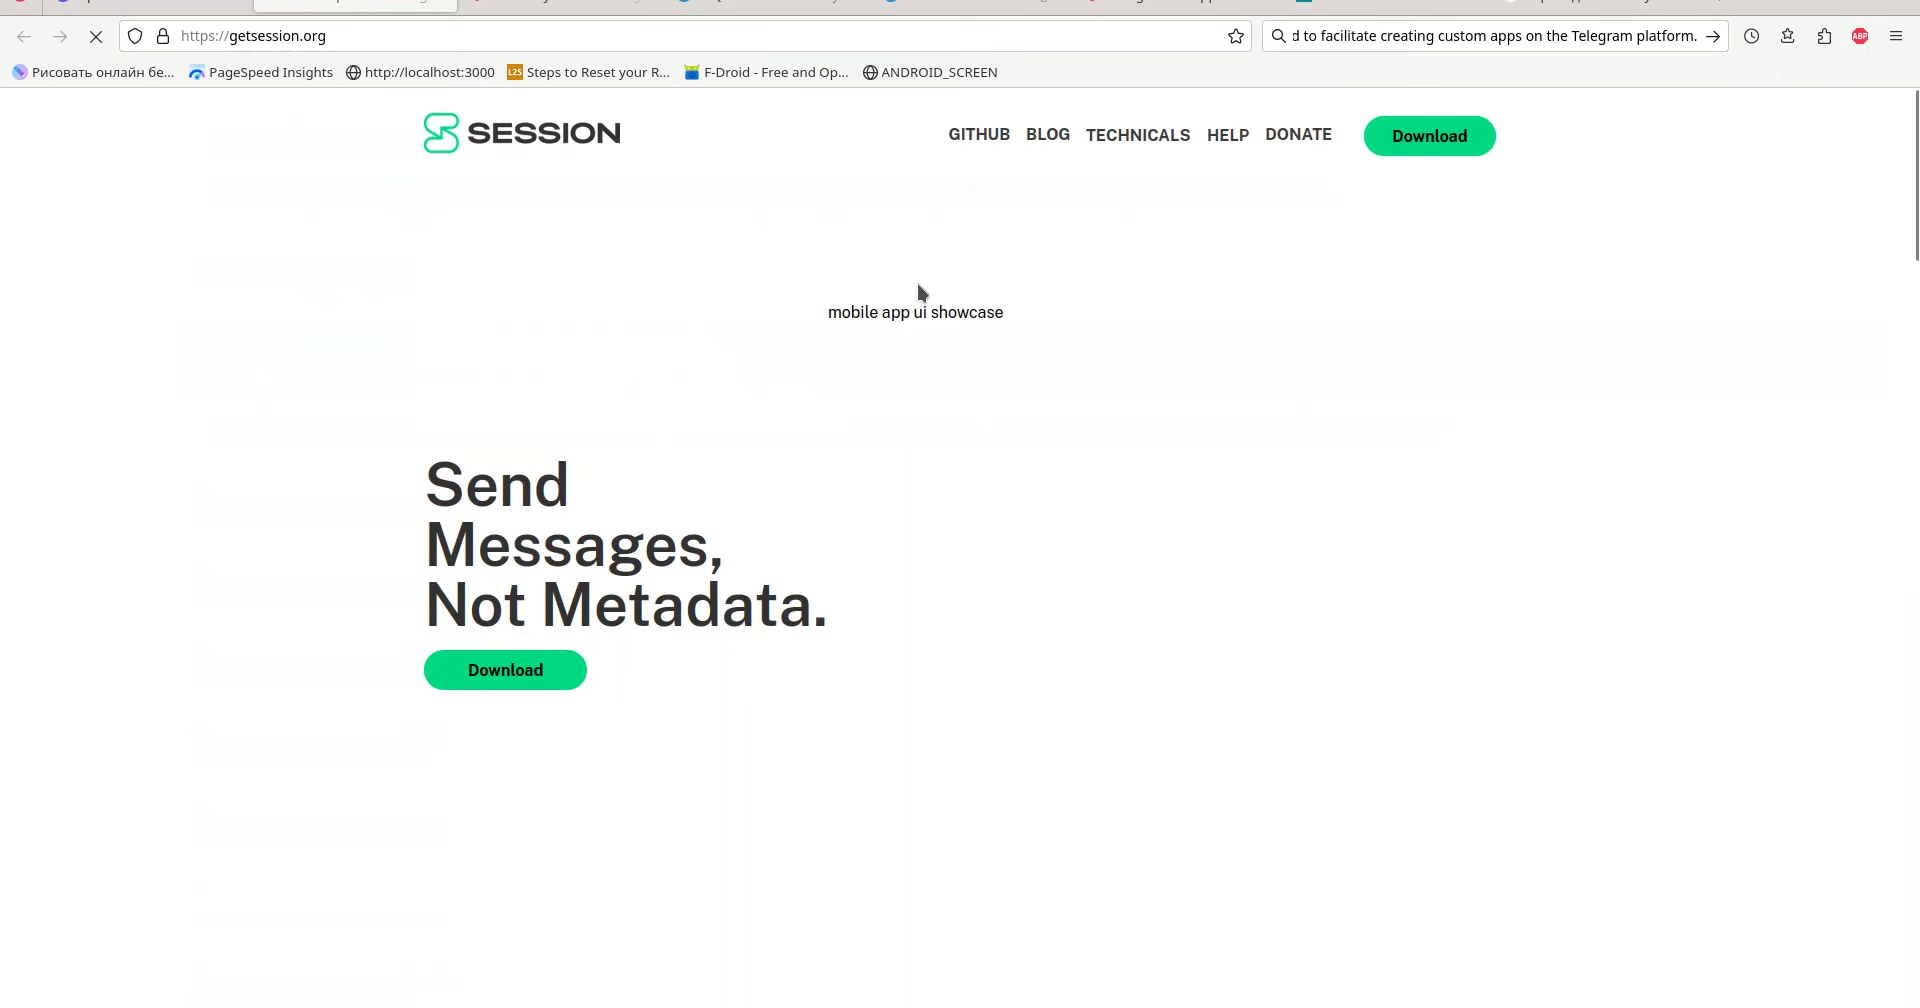 https://getsession.org
d to facilitate creating custom apps on the Telegram platform.
ABP
Рисовать онлайн бе...
PageSpeed Insights
http://localhost:3000
L2S
Steps to Reset your R...
F-Droid - Free and Op...
ANDROID_SCREEN
SESSION
GITHUB
BLOG
TECHNICALS
HELP
DONATE
Download
mobile app ui showcase
Send
Messages,
Not Metadata.
Download